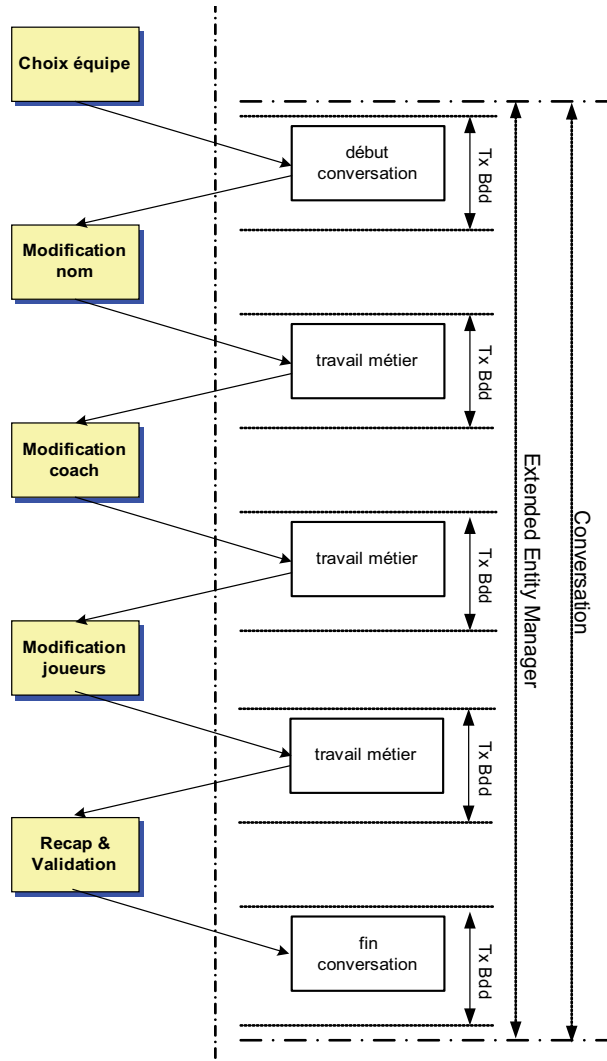 Choix équipe
début
conversation
Tx Bdd
Modification
nom
travail métier
Tx Bdd
Modification
coach
travail métier
Tx Bdd
Modification
joueurs
travail métier
Tx Bdd
Recap &
Validation
fin
conversation
Tx Bdd
Extended Entity Manager
Conversation